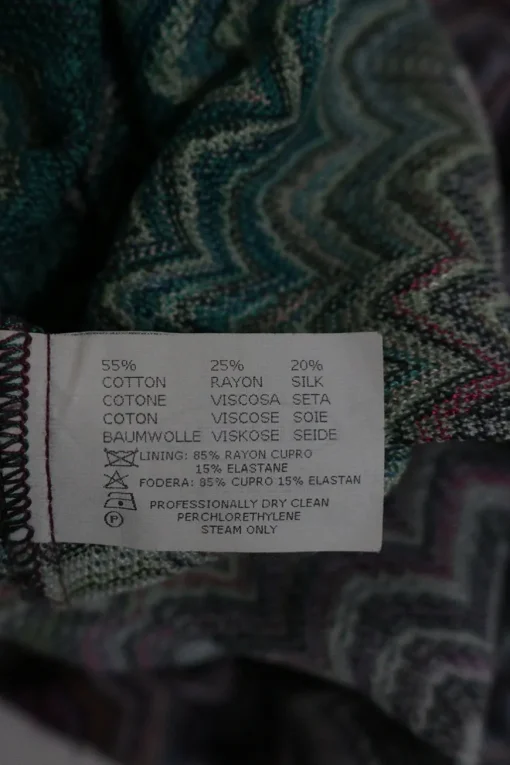 55% 25% 20%
COTTON RAYON SILK
COTONE VISCOSA SETA
COTON VISCOSE SOIE
BAUMWOLLE VISKOSE SEIDE
LINING: 85% RAYON CUPRO
15% ELASTANE
FODERA: 85% CUPRO 15% ELASTAN
PROFESSIONALLY DRY CLEAN
P PERCHLORETHYLENE
STEAM ONLY